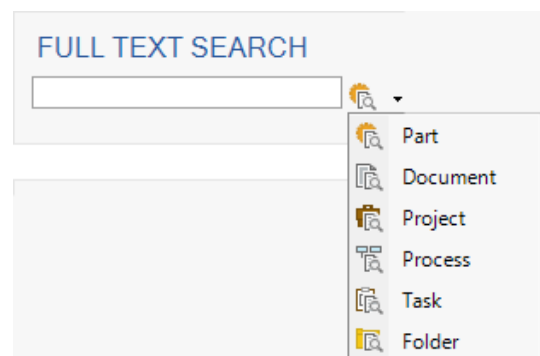 FULL TEXT SEARCH
Part
Document
Project
Process
Task
Folder